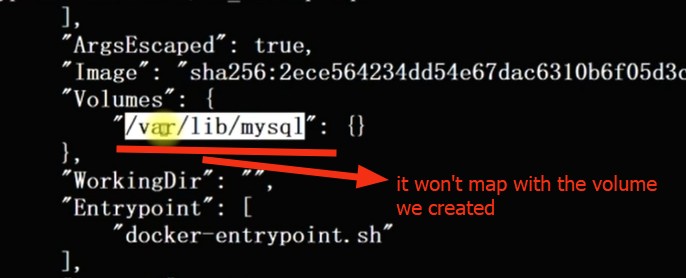 ],
"ArgsEscaped": true,
"Image": "sha256:2ece564234dd54e67dac6310b6f05d3c
"Volumes": {
"/var/lib/mysql": {}
},
it won't map with the volume
we created
"WorkingDir": "",
"Entrypoint": [
"docker-entrypoint.sh"
],